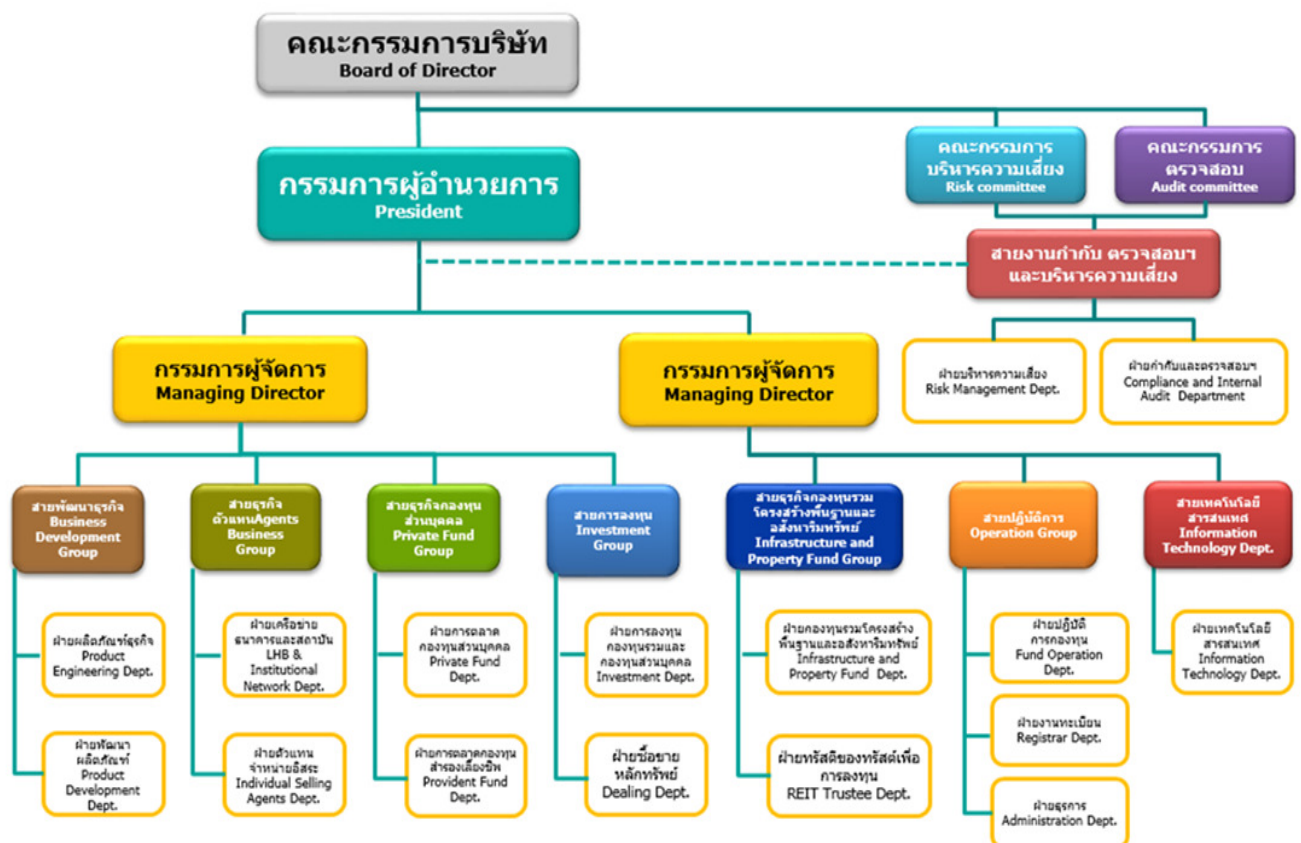 คณะกรรมการบริษัท
Board of Director
กรรมการผู้อำนวยการ
President
คณะกรรมการ
บริหารความเสี่ยง
Risk committee
คณะกรรมการ
ตรวจสอบ
Audit committee
สายงานกำกับ ตรวจสอบฯ
และบริหารความเสี่ยง
ฝ่ายบริหารความเสี่ยง
Risk Management Dept.
ฝ่ายกำกับและตรวจสอบฯ
Compliance and Internal
Audit Department
กรรมการผู้จัดการ
Managing Director
กรรมการผู้จัดการ
Managing Director
สายพัฒนาธุรกิจ
Business
Development
Group
สายธุรกิจ
ตัวแทนAgents
Business
Group
สายธุรกิจกองทุน
ส่วนบุคคล
Private Fund
Group
สายการลงทุน
Investment
Group
สายธุรกิจกองทุนรวม
โครงสร้างพื้นฐานและ
อสังหาริมทรัพย์
Infrastructure and
Property Fund Group
สายปฏิบัติการ
Operation Group
สายเทคโนโลยี
สารสนเทศ
Information
Technology Dept.
ฝ่ายผลิตภัณฑ์ธุรกิจ
Product
Engineering Dept.
ฝ่ายเครือข่าย
ธนาคารและสถาบัน
LHB &
Institutional
Network Dept.
ฝ่ายการตลาด
กองทุนส่วนบุคคล
Private Fund
Dept.
ฝ่ายการลงทุน
กองทุนรวมและ
กองทุนส่วนบุคคล
Investment Dept.
ฝ่ายกองทุนรวมโครงสร้าง
พื้นฐานและอสังหาริมทรัพย์
Infrastructure and
Property Fund Dept.
ฝ่ายปฏิบัติ
การกองทุน
Fund Operation
Dept.
ฝ่ายเทคโนโลยี
สารสนเทศ
Information
Technology Dept.
ฝ่ายพัฒนา
ผลิตภัณฑ์
Product
Development
Dept.
ฝ่ายตัวแทน
จำหน่ายอิสระ
Individual Selling
Agents Dept.
ฝ่ายการตลาดกองทุน
สำรองเลี้ยงชีพ
Provident Fund
Dept.
ฝ่ายซื้อขาย
หลักทรัพย์
Dealing Dept.
ฝ่ายทรัสตีของทรัสต์เพื่อ
การลงทุน
REIT Trustee Dept.
ฝ่ายงานทะเบียน
Registrar Dept.
ฝ่ายธุรการ
Administration Dept.